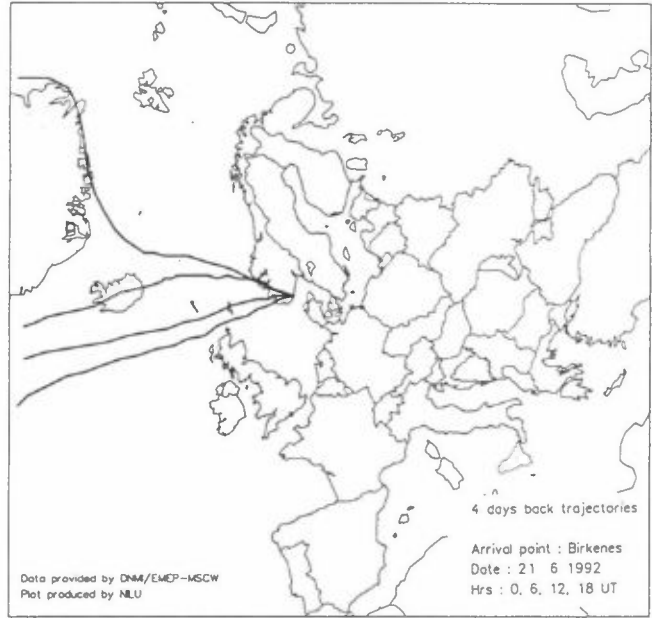 4 days back trajectories
Arrival point : Birkenes
Date : 21 6 1992
Hrs : 0, 6, 12, 18 UT
Data provided by DNMI/EMEP-MSCW
Plot produced by NILU